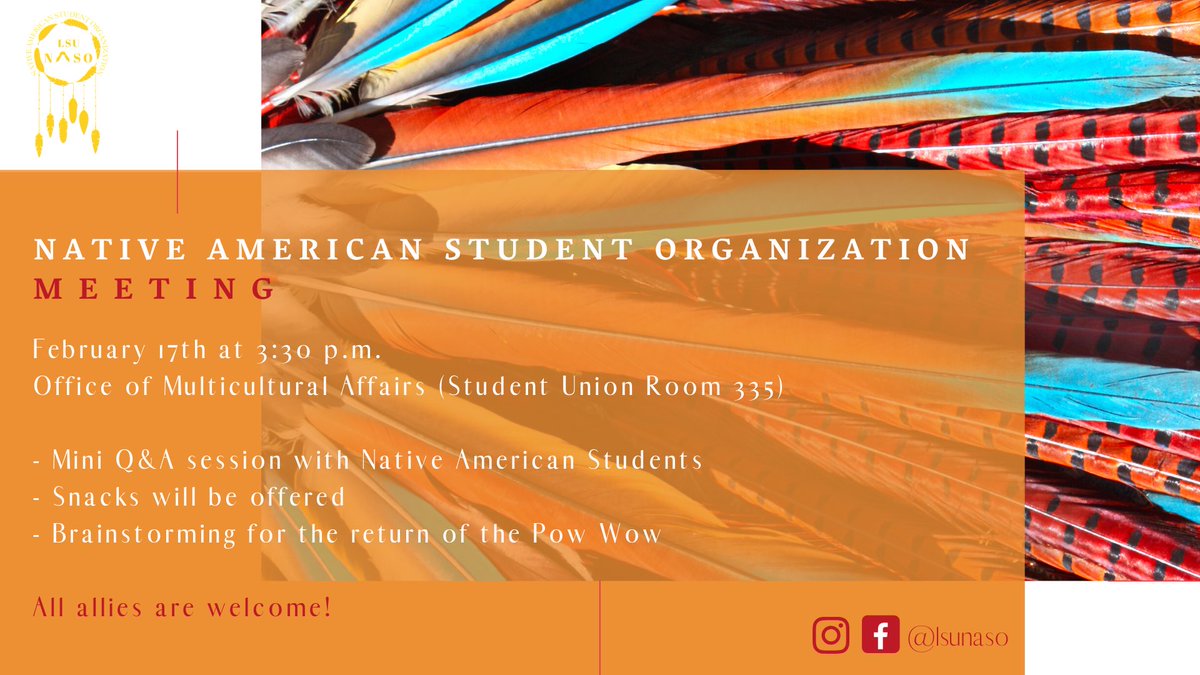 LSU
NASO
NATIVE AMERICAN STUDENT ORGANIZATION
MEETING
February 17th at 3:30 p.m.
Office of Multicultural Affairs (Student Union Room 335)
- Mini Q&A session with Native American Students
- Snacks will be offered
- Brainstorming for the return of the Pow Wow
All allies are welcome!
@lsunaso